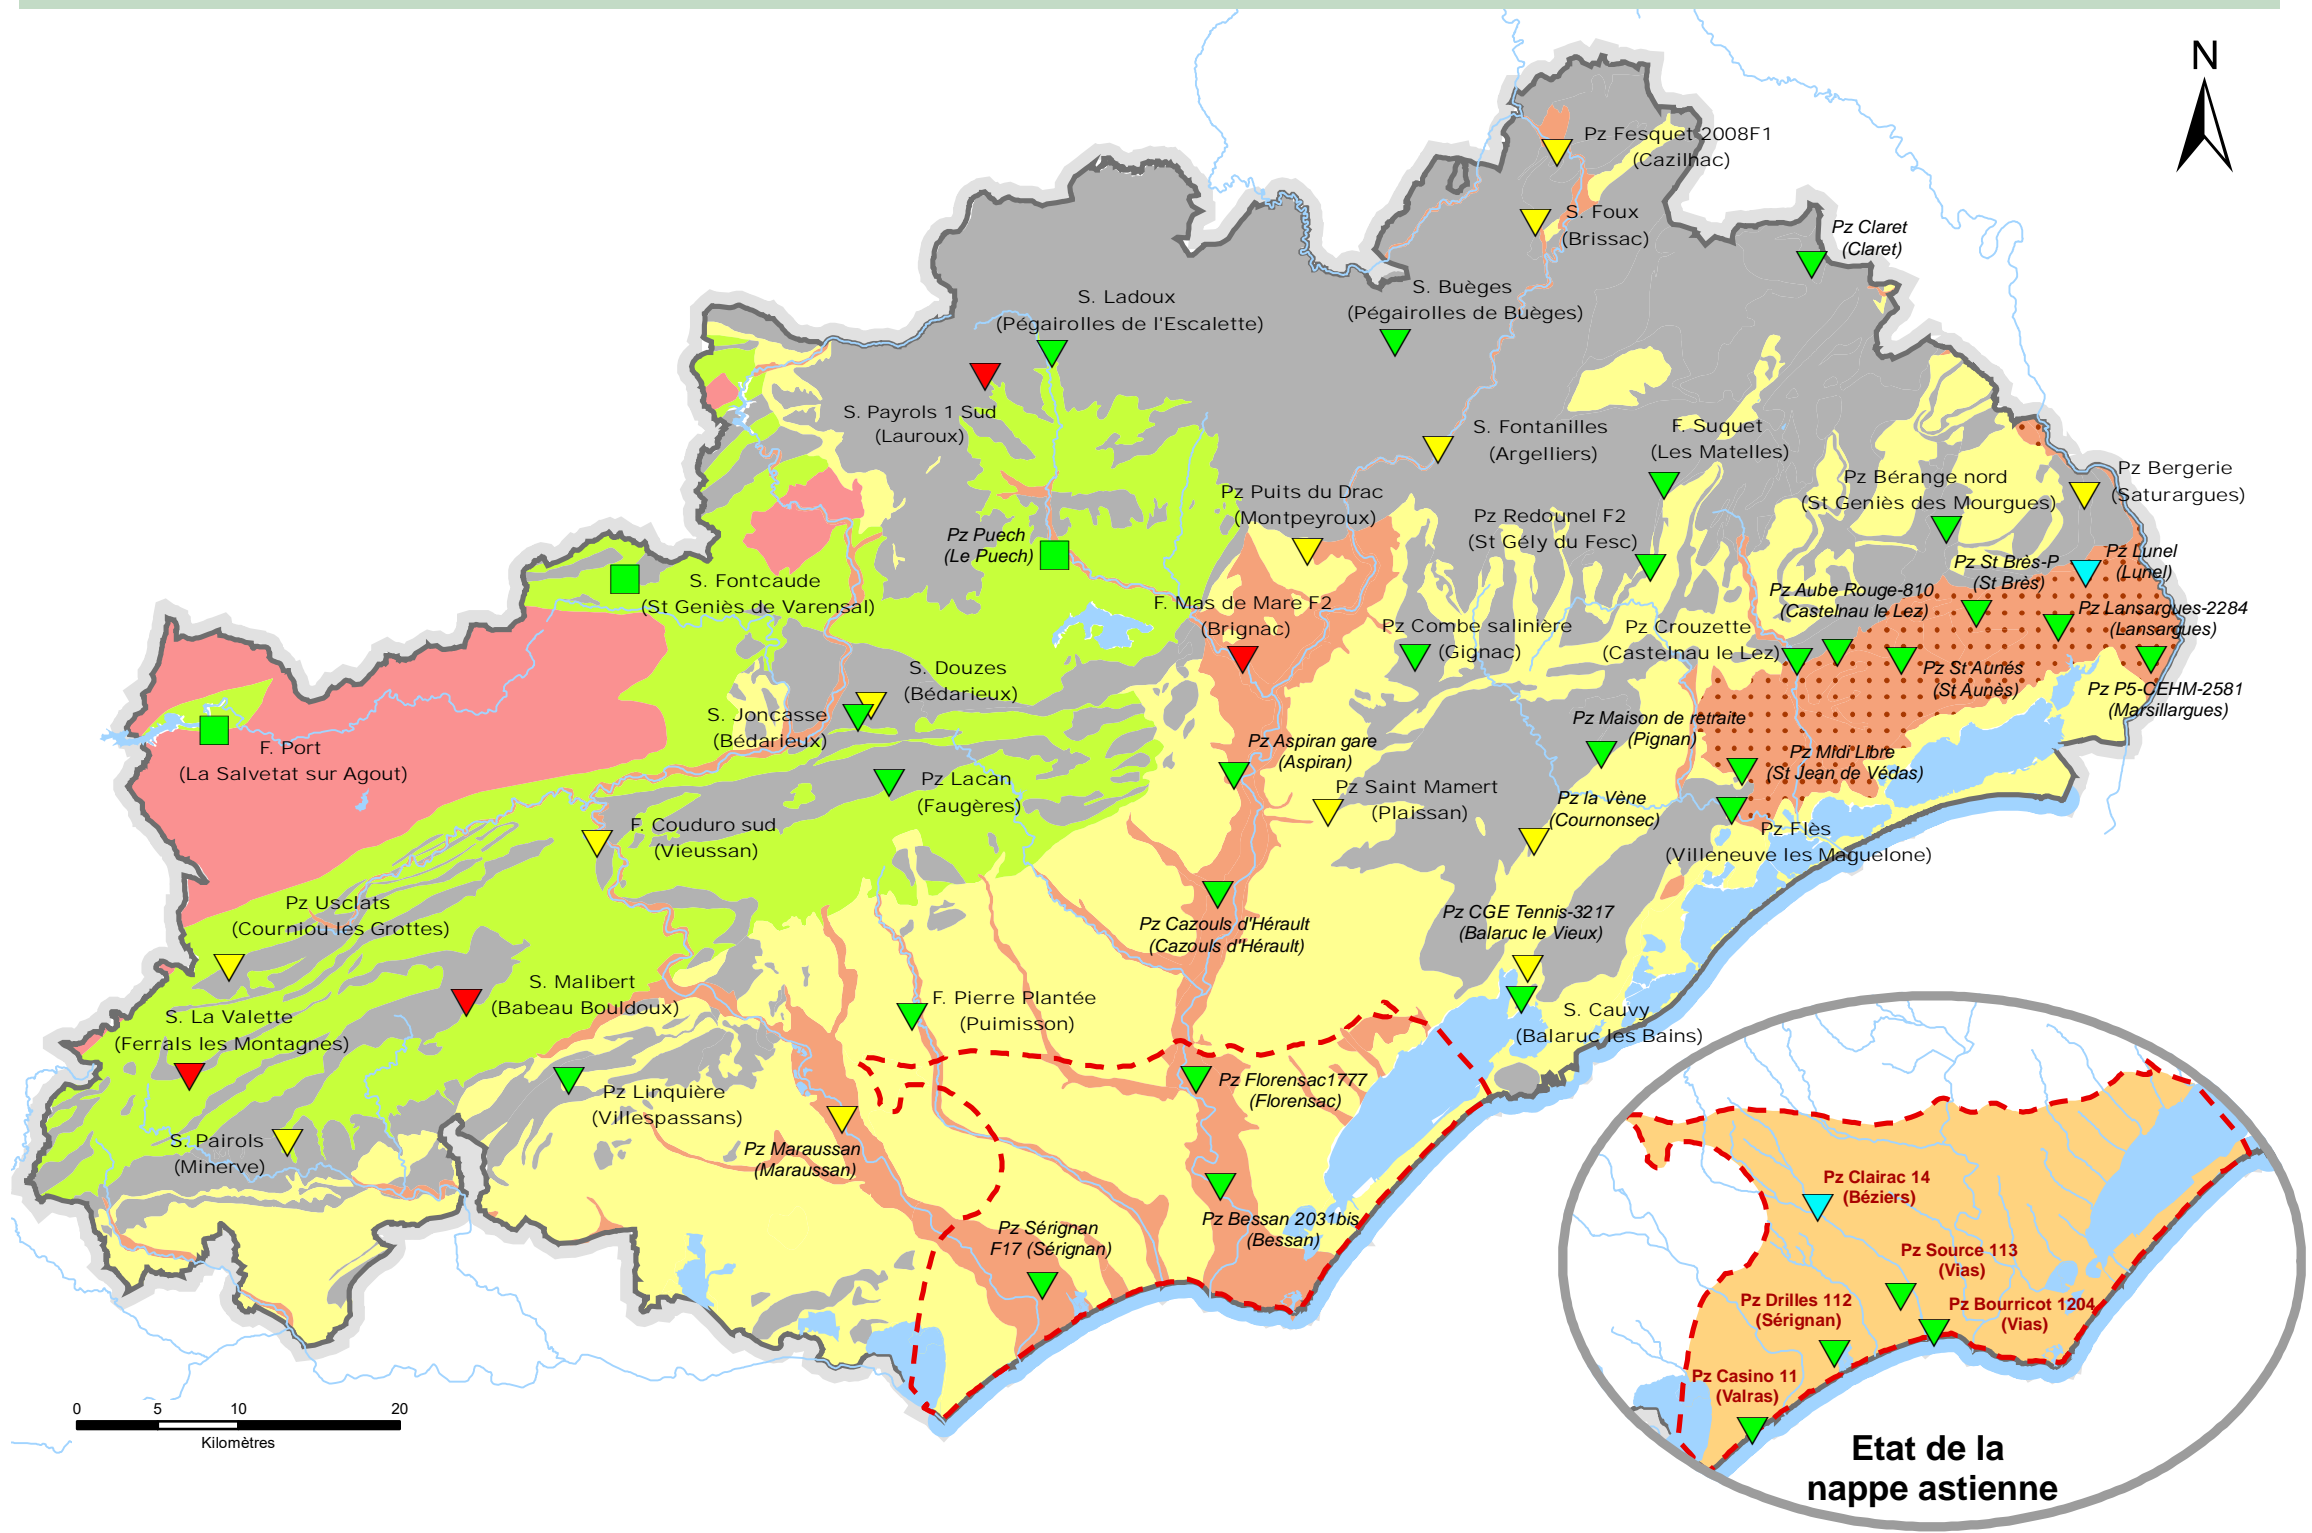 N
Pz Fesquet 2008F1
(Cazilhac)
S. Foux
(Brissac)
Pz Claret
(Claret)
S. Buèges
(Pégairolles de Buèges)
S. Ladoux
(Pégairolles de l'Escalette)
S. Payrols 1 Sud
(Lauroux)
S. Fontanilles
(Argelliers)
F. Suquet
(Les Matelles)
Pz Bérange nord
(St Geniès des Mourgues)
Pz Bergerie
(Saturargues)
Pz Puits du Drac
(Montpeyroux)
Pz Redounel F2
(St Gély du Fesc)
Pz Puech
(Le Puech)
Pz St Brès-P
(St Brès)
Pz Lunel
(Lunel)
S. Fontcaude
(St Geniès de Varensal)
Pz Aube Rouge-810
(Castelnau le Lez)
F. Mas de Mare F2
(Brignac)
Pz Combe salinière
(Gignac)
Pz Crouzette
(Castelnau le Lez)
Pz Lansargues-2284
(Lansargues)
Pz St Aunés
(St Aunès)
Pz P5-CEHM-2581
(Marsillargues)
S. Douzes
(Bédarieux)
S. Joncasse
(Bédarieux)
Pz Maison de retraite
(Pignan)
F. Port
(La Salvetat sur Agout)
Pz Aspiran gare
(Aspiran)
Pz Midi Libre
(St Jean de Védas)
Pz Lacan
(Faugères)
Pz Saint Mamert
(Plaissan)
Pz la Vène
(Cournonsec)
F. Couduro sud
(Vieussan)
Pz Flès
(Villeneuve les Maguelone)
Pz Usclats
(Courniou les Grottes)
Pz Cazouls d'Hérault
(Cazouls d'Hérault)
Pz CGE Tennis-3217
(Balaruc le Vieux)
S. Malibert
(Babeau Bouldoux)
F. Pierre Plantée
(Puimisson)
S. Cauvy
(Balaruc les Bains)
S. La Valette
(Ferrals les Montagnes)
Pz Linquière
(Villespassans)
Pz Florensac1777
(Florensac)
S. Pairols
(Minerve)
Pz Maraussan
(Maraussan)
Pz Sérignan
F17 (Sérignan)
Pz Bessan 2031bis
(Bessan)
Pz Clairac 14
(Béziers)
Pz Source 113
(Vias)
Pz Drilles 112
(Sérignan)
Pz Bourricot 1204
(Vias)
Pz Casino 11
(Valras)
Etat de la
nappe astienne
0 5 10 20
Kilomètres